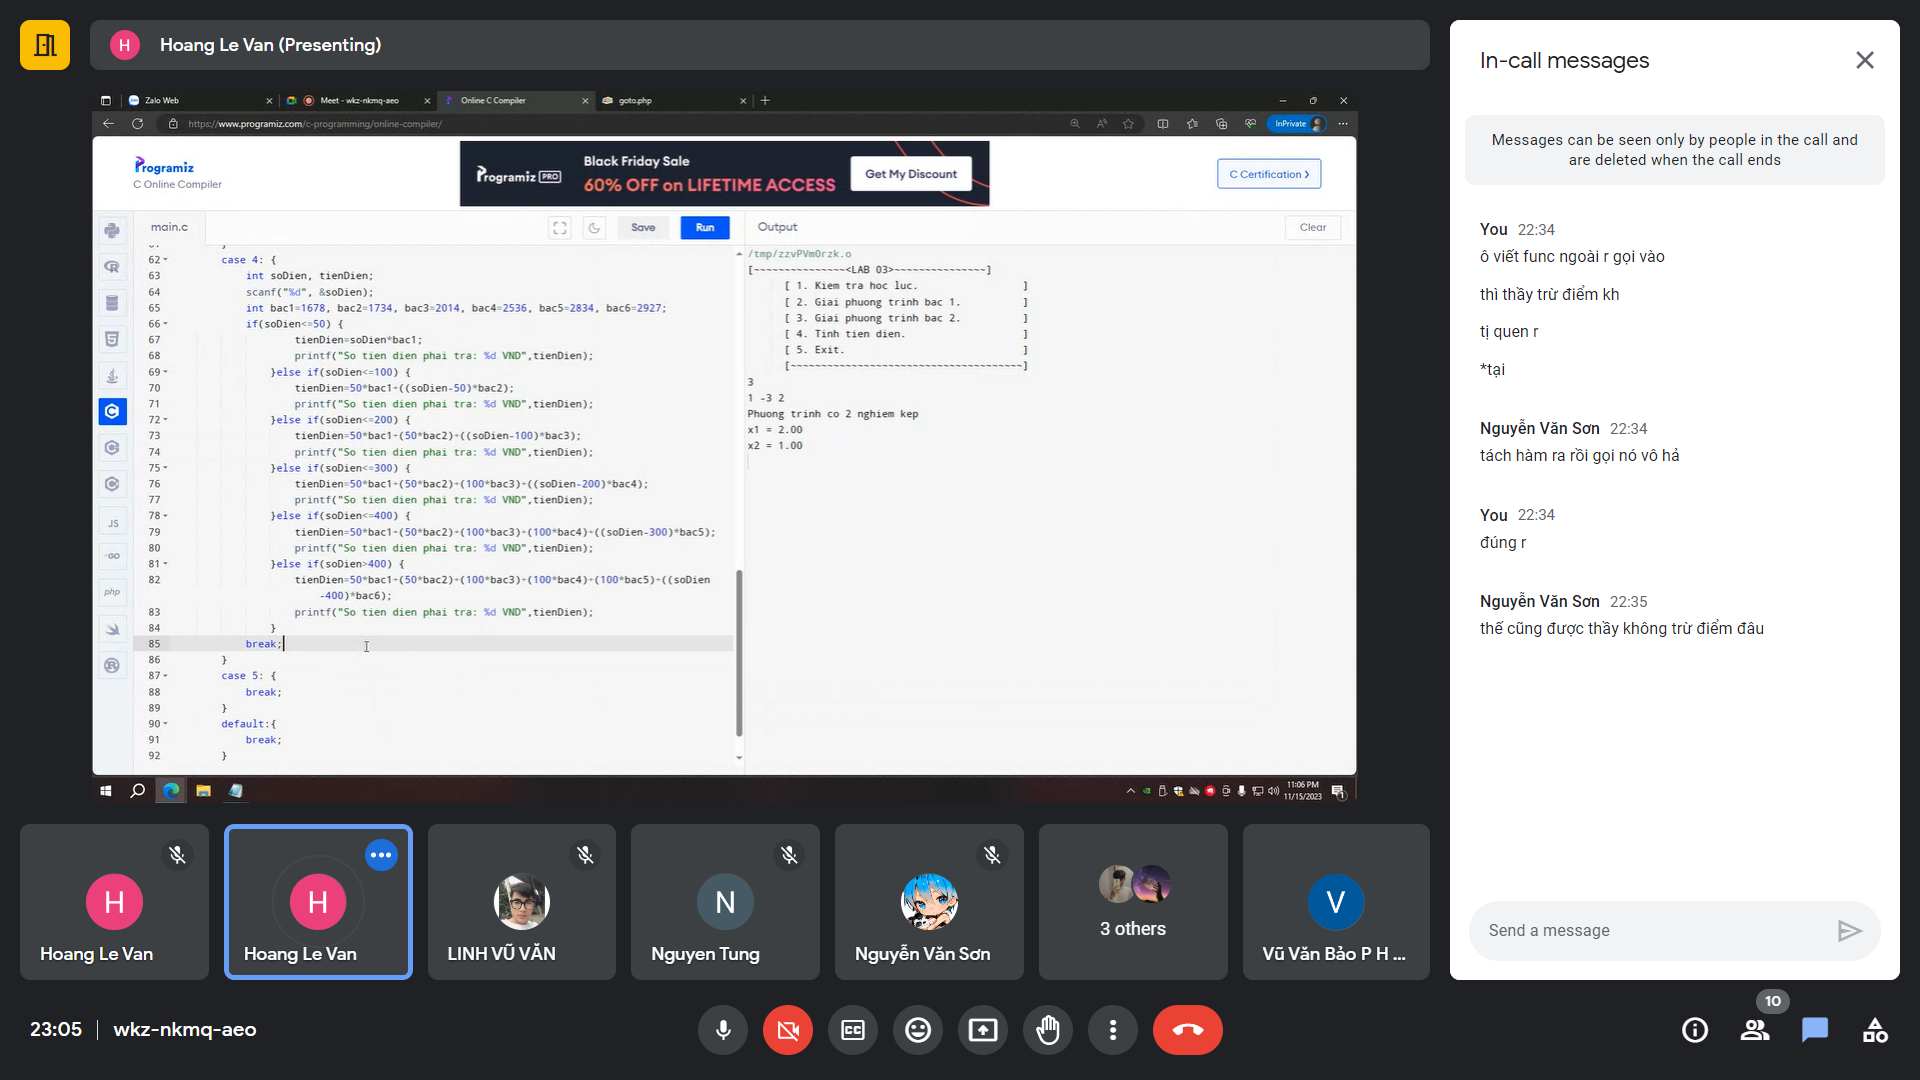 H Hoang Le Van (Presenting)
Zalo Web
Meet - wkz-nkmq-aeo
Online C Compiler
goto.php
https://www.programiz.com/c-programming/online-compiler/
InPrivate
Programiz
C Online Compiler
Programiz PRO
Black Friday Sale
60% OFF on LIFETIME ACCESS
Get My Discount
C Certification >
main.c
Save
Run
Output
Clear
62 case 4: {
63 int soDien, tienDien;
64 scanf("%d", &soDien);
65 int bac1=1678, bac2=1734, bac3=2014, bac4=2536, bac5=2834, bac6=2927;
66 if(soDien<=50) {
67 tienDien=soDien*bac1;
68 printf("So tien dien phai tra: %d VND",tienDien);
69 }else if(soDien<=100) {
70 tienDien=50*bac1+((soDien-50)*bac2);
71 printf("So tien dien phai tra: %d VND",tienDien);
72 }else if(soDien<=200) {
73 tienDien=50*bac1+(50*bac2)+((soDien-100)*bac3);
74 printf("So tien dien phai tra: %d VND",tienDien);
75 }else if(soDien<=300) {
76 tienDien=50*bac1+(50*bac2)+(100*bac3)+((soDien-200)*bac4);
77 printf("So tien dien phai tra: %d VND",tienDien);
78 }else if(soDien<=400) {
79 tienDien=50*bac1+(50*bac2)+(100*bac3)+(100*bac4)+((soDien-300)*bac5);
80 printf("So tien dien phai tra: %d VND",tienDien);
81 }else if(soDien>400) {
82 tienDien=50*bac1+(50*bac2)+(100*bac3)+(100*bac4)+(100*bac5)+((soDien
-400)*bac6);
83 printf("So tien dien phai tra: %d VND",tienDien);
84 }
85 break;
86 }
87 case 5: {
88 break;
89 }
90 default:{
91 break;
92 }
JS
GO
php
/tmp/zzvPVm0rzk.o
[~~~~~~~~~~~~~~~<LAB 03>~~~~~~~~~~~~~~~]
[ 1. Kiem tra hoc luc. ]
[ 2. Giai phuong trinh bac 1. ]
[ 3. Giai phuong trinh bac 2. ]
[ 4. Tinh tien dien. ]
[ 5. Exit. ]
[~~~~~~~~~~~~~~~~~~~~~~~~~~~~~~~~~~~~~~]
3
1 -3 2
Phuong trinh co 2 nghiem kep
x1 = 2.00
x2 = 1.00
11:06 PM
11/15/2023
1
H
Hoang Le Van
H
Hoang Le Van
LINH VŨ VĂN
N
Nguyen Tung
Nguyễn Văn Sơn
3 others
V
Vũ Văn Bảo P H ...
23:05 | wkz-nkmq-aeo
10
In-call messages
Messages can be seen only by people in the call and
are deleted when the call ends
You 22:34
ô viết func ngoài r gọi vào
thì thầy trừ điểm kh
tị quen r
*tại
Nguyễn Văn Sơn 22:34
tách hàm ra rồi gọi nó vô hả
You 22:34
đúng r
Nguyễn Văn Sơn 22:35
thế cũng được thầy không trừ điểm đâu
Send a message